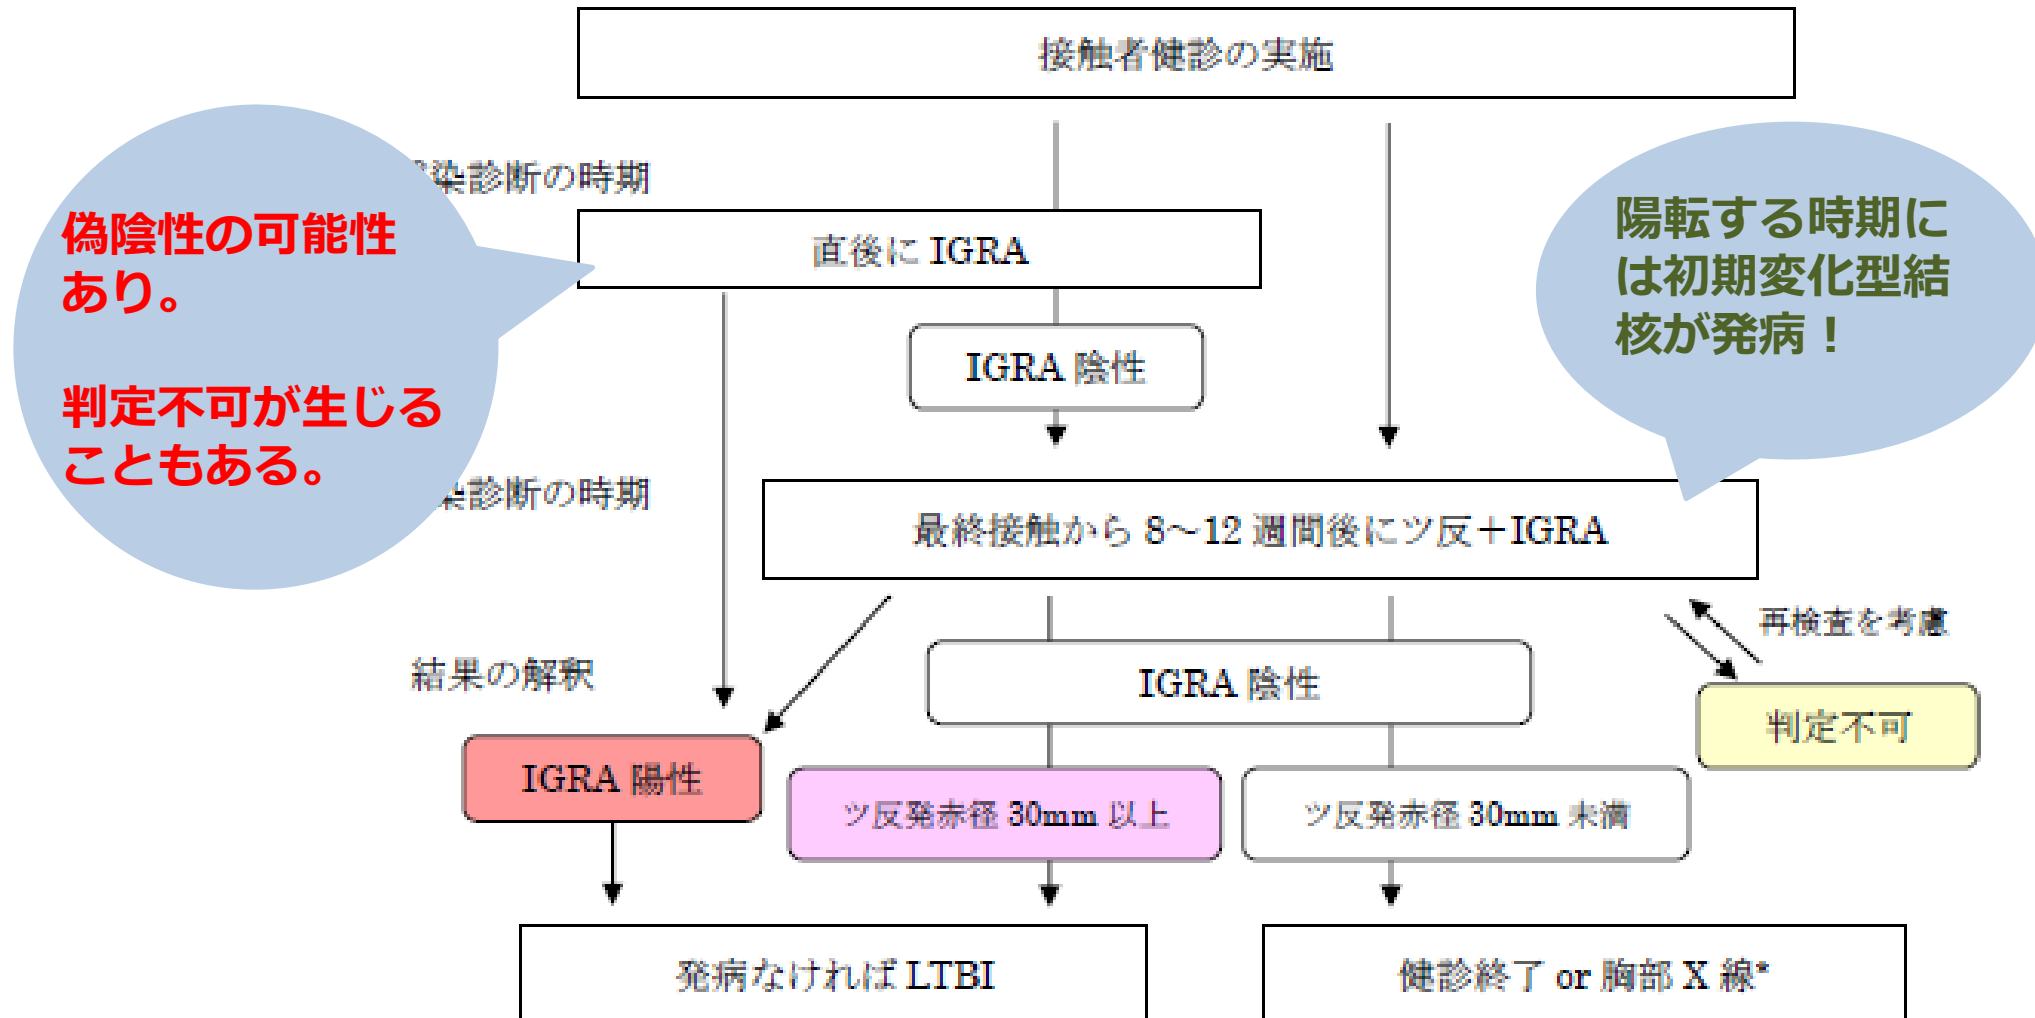 接触者健診の実施
染診断の時期
偽陰性の可能性
あり。
判定不可が生じる
こともある。
直後に IGRA
陽転する時期に
は初期変化型結
核が発病！
IGRA 陰性
染診断の時期
最終接触から 8～12 週間後にツ反＋IGRA
再検査を考慮
結果の解釈
IGRA 陰性
判定不可
IGRA 陽性
ツ反発赤径 30mm 以上
ツ反発赤径 30mm 未満
発病なければ LTBI
健診終了 or 胸部 X 線*